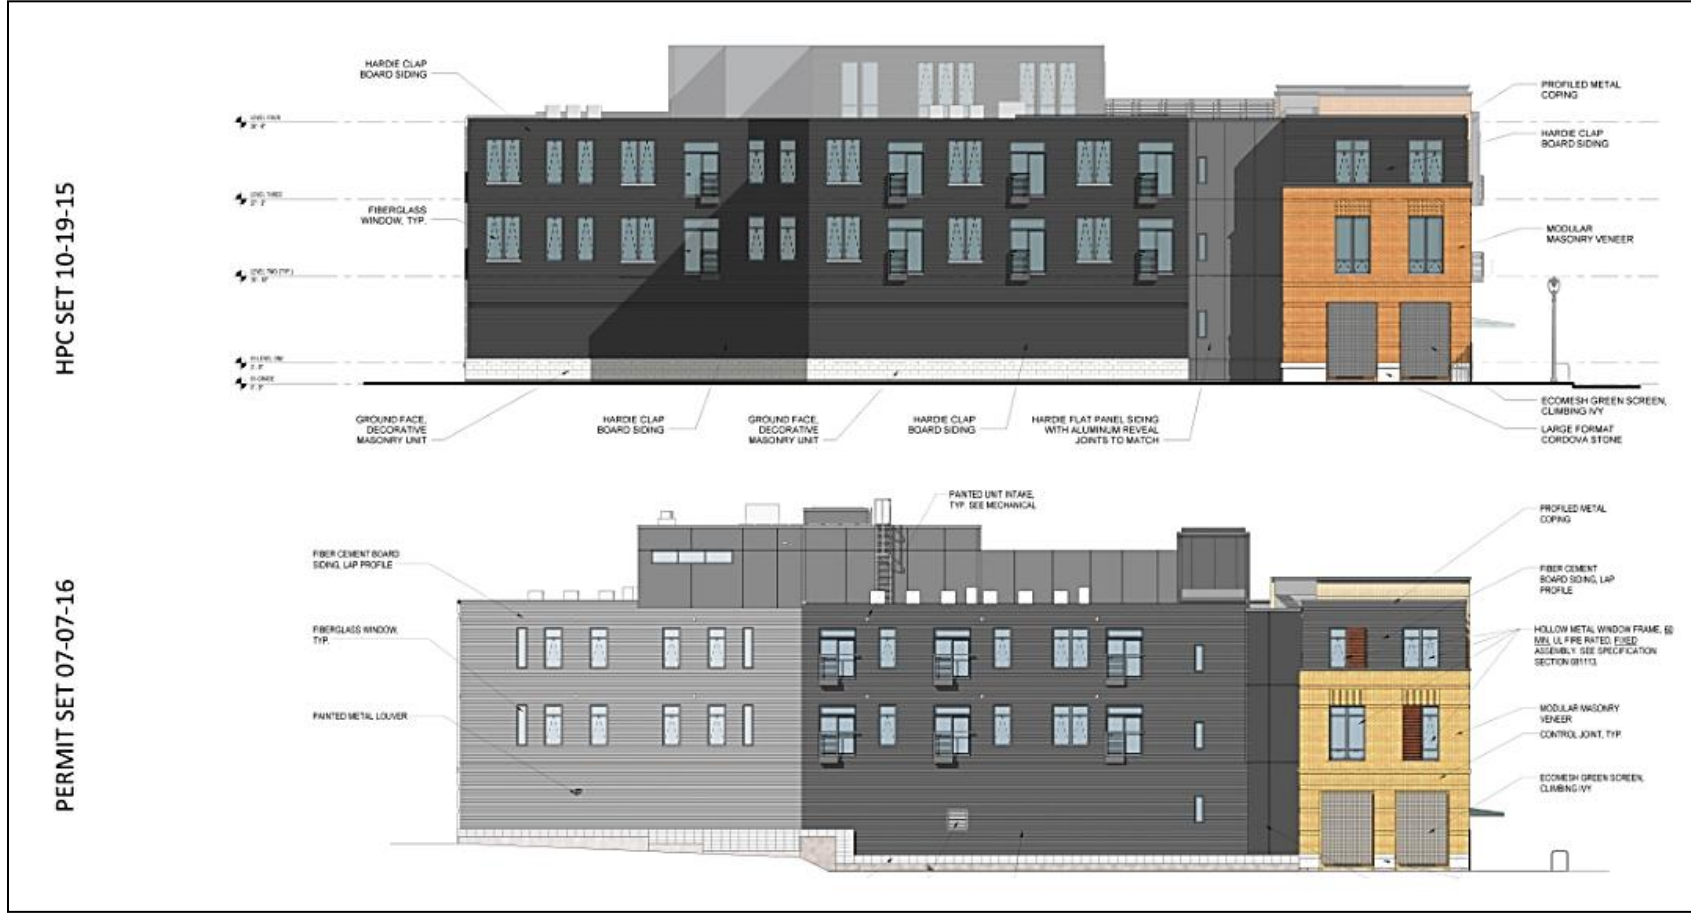 HPC SET 10-19-15
HARDIE CLAP
BOARD SIDING
FIBERGLASS
WINDOW, TYP.
PROFILED METAL
COPING
HARDIE CLAP
BOARD SIDING
MODULAR
MASONRY VENEER
ECOMESH GREEN SCREEN,
CLIMBING IVY
LARGE FORMAT
CORDOVA STONE
GROUND FACE,
DECORATIVE
MASONRY UNIT
HARDIE CLAP
BOARD SIDING
GROUND FACE,
DECORATIVE
MASONRY UNIT
HARDIE CLAP
BOARD SIDING
HARDIE FLAT PANEL SIDING
WITH ALUMINUM REVEAL
JOINTS TO MATCH
PERMIT SET 07-07-16
PAINTED UNIT INTAKE,
TYP. SEE MECHANICAL
FIBER CEMENT BOARD
SIDING, LAP PROFILE
FIBERGLASS WINDOW,
TYP.
PAINTED METAL LOUVER
PROFILED METAL
COPING
FIBER CEMENT
BOARD SIDING, LAP
PROFILE
HOLLOW METAL WINDOW FRAME, 60
MIN. UL FIRE RATED, FIXED
ASSEMBLY. SEE SPECIFICATION
SECTION 081113.
MODULAR MASONRY
VENEER
CONTROL JOINT, TYP.
ECOMESH GREEN SCREEN,
CLIMBING IVY